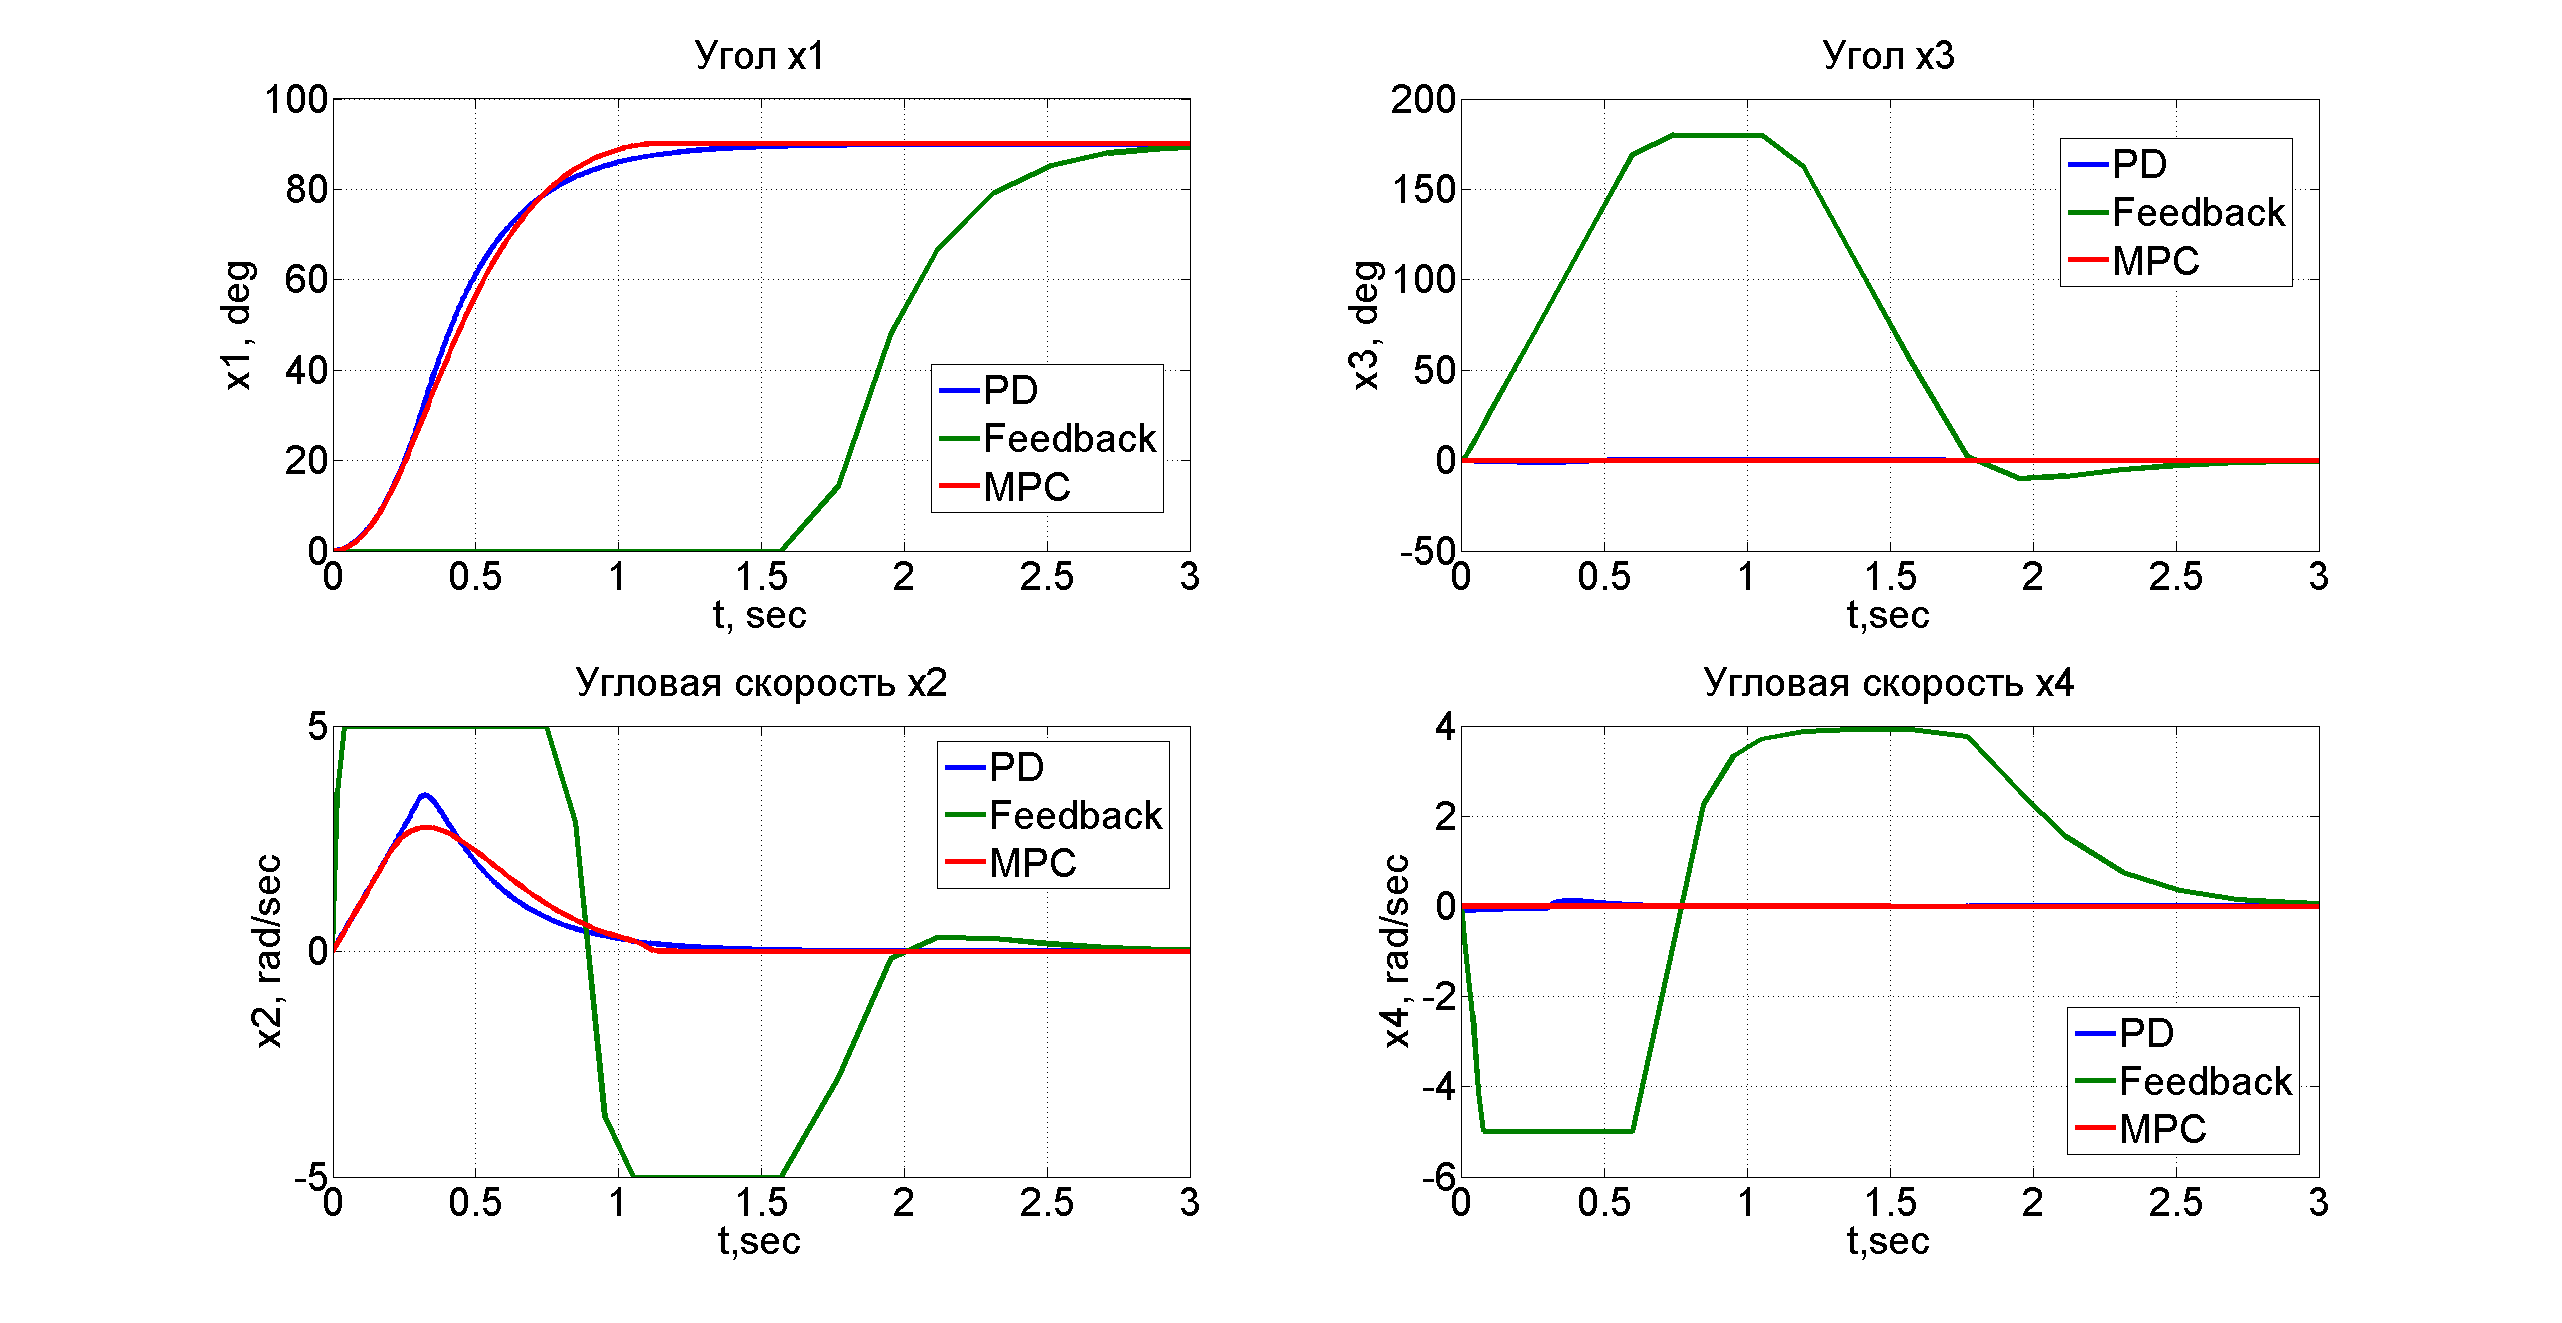 Угол x1
100
80
60
40
20
0
x1, deg
PD
Feedback
MPC
0 0.5 1 1.5 2 2.5 3
t, sec
Угол x3
200
150
100
50
0
-50
x3, deg
PD
Feedback
MPC
0 0.5 1 1.5 2 2.5 3
t,sec
Угловая скорость x2
5
0
-5
x2, rad/sec
PD
Feedback
MPC
0 0.5 1 1.5 2 2.5 3
t,sec
Угловая скорость x4
4
2
0
-2
-4
-6
x4, rad/sec
PD
Feedback
MPC
0 0.5 1 1.5 2 2.5 3
t,sec